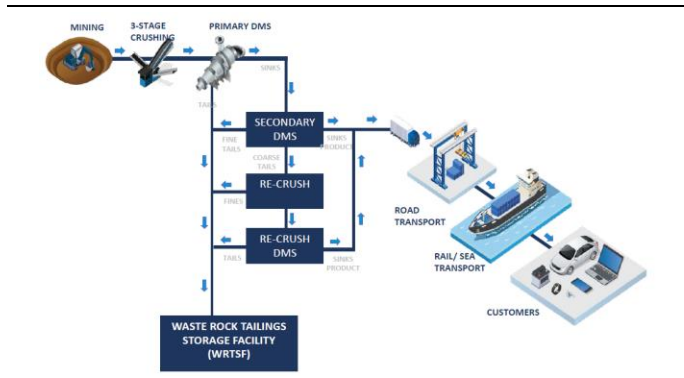 MINING
3-STAGE
CRUSHING
PRIMARY DMS
SINKS
TAILS
SECONDARY
DMS
FINE
TAILS
SINKS
PRODUCT
COARSE
TAILS
RE-CRUSH
FINES
RE-CRUSH
DMS
TAILS
SINKS
PRODUCT
ROAD
TRANSPORT
RAIL/ SEA
TRANSPORT
CUSTOMERS
WASTE ROCK TAILINGS
STORAGE FACILITY
(WRTSF)